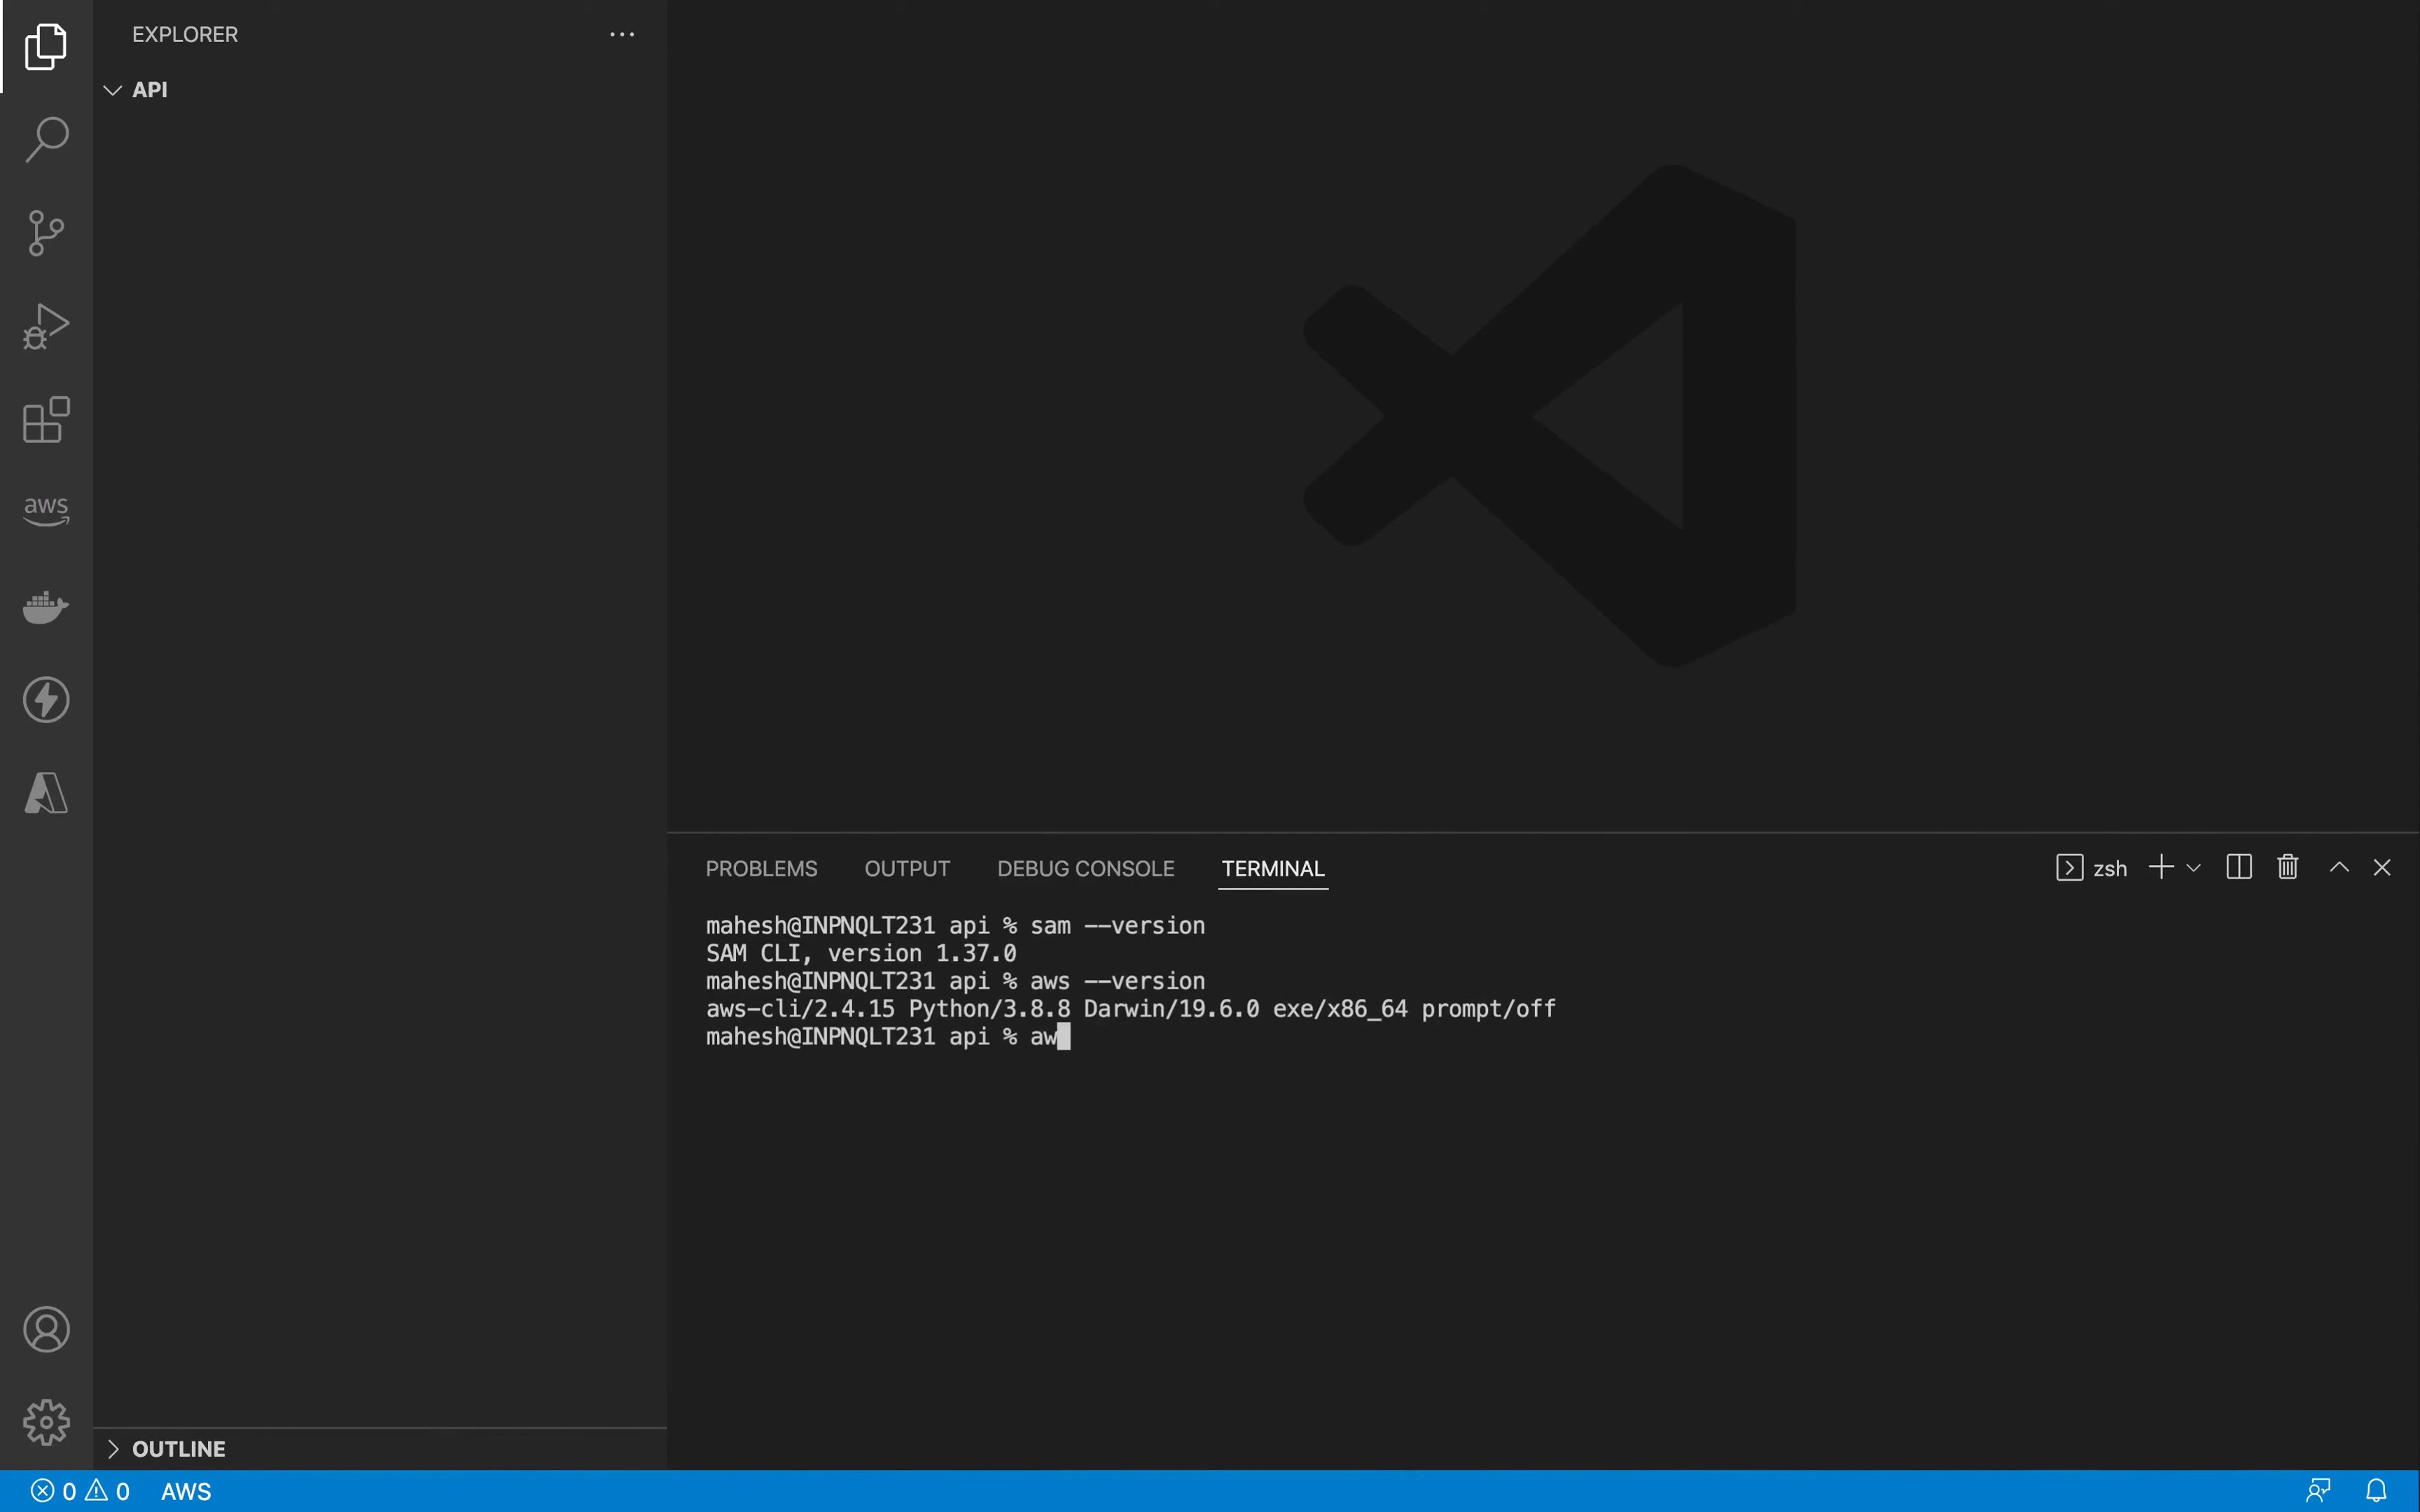 EXPLORER
API
aws
PROBLEMS OUTPUT DEBUG CONSOLE TERMINAL zsh
mahesh@INPNQLT231 api % sam --version
SAM CLI, version 1.37.0
mahesh@INPNQLT231 api % aws --version
aws-cli/2.4.15 Python/3.8.8 Darwin/19.6.0 exe/x86_64 prompt/off
mahesh@INPNQLT231 api % aw
OUTLINE
0 0 AWS